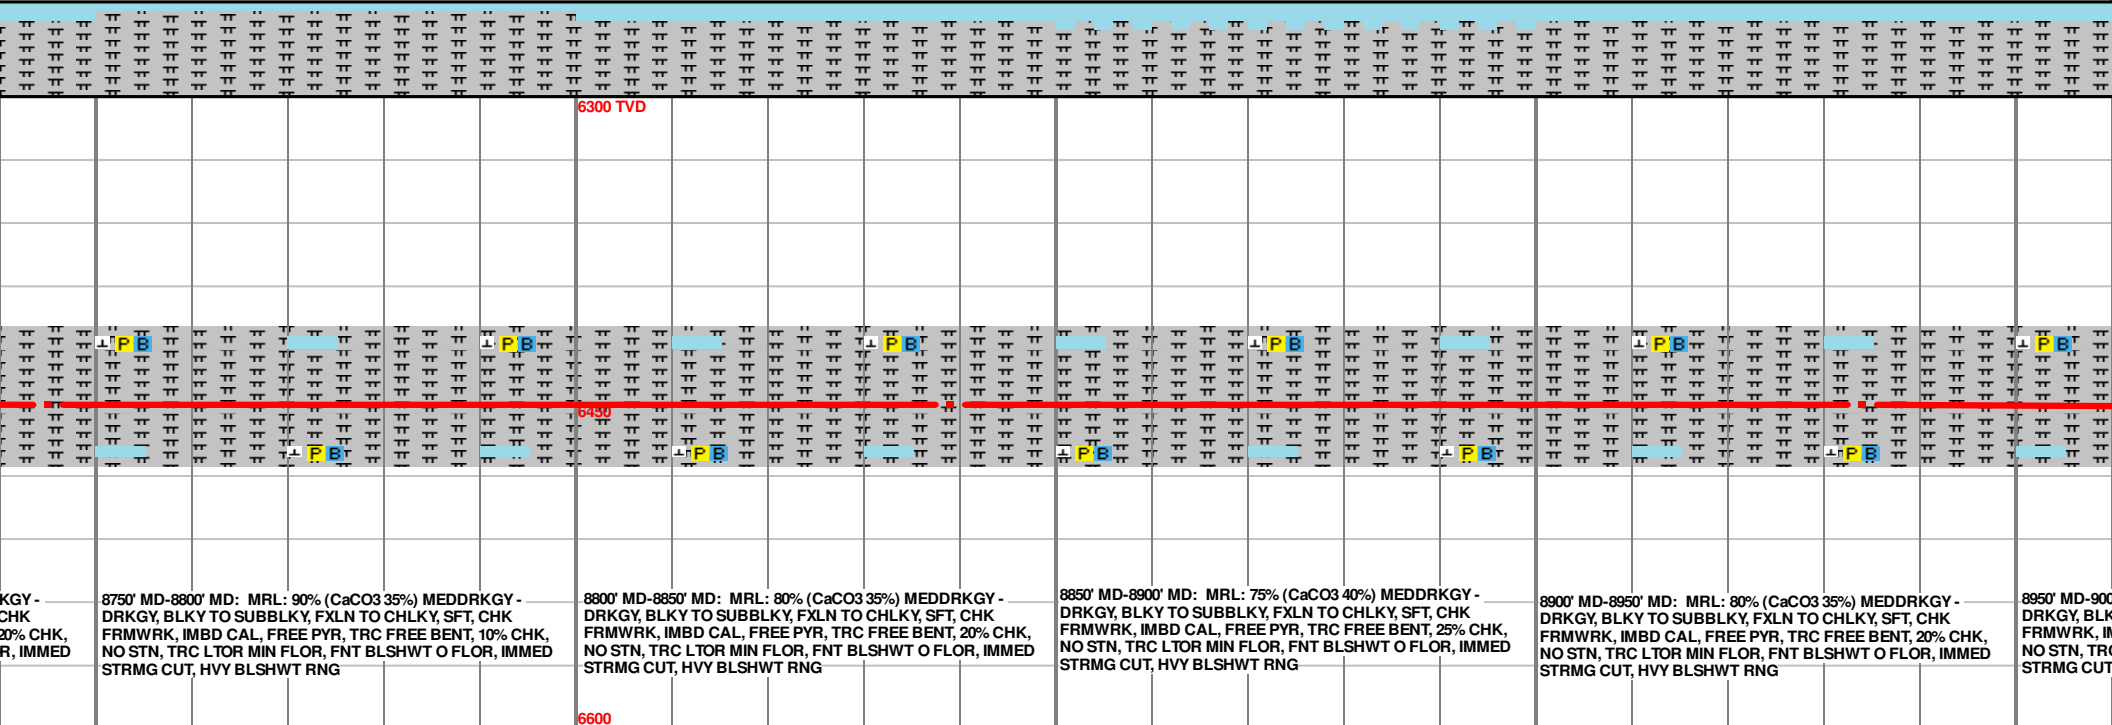 6300 TVD
P B
P B
P B
P B
P B
P B
6450
P B
P B
P B
P B
P B
KGY -
CHK
20% CHK,
R, IMMED
8750' MD-8800' MD: MRL: 90% (CaCO3 35%) MEDDRKGY -
DRKGY, BLKY TO SUBBLKY, FXLN TO CHLKY, SFT, CHK
FRMWRK, IMBD CAL, FREE PYR, TRC FREE BENT, 10% CHK,
NO STN, TRC LTOR MIN FLOR, FNT BLSHWT O FLOR, IMMED
STRMG CUT, HVY BLSHWT RNG
8800' MD-8850' MD: MRL: 80% (CaCO3 35%) MEDDRKGY -
DRKGY, BLKY TO SUBBLKY, FXLN TO CHLKY, SFT, CHK
FRMWRK, IMBD CAL, FREE PYR, TRC FREE BENT, 20% CHK,
NO STN, TRC LTOR MIN FLOR, FNT BLSHWT O FLOR, IMMED
STRMG CUT, HVY BLSHWT RNG
8850' MD-8900' MD: MRL: 75% (CaCO3 40%) MEDDRKGY -
DRKGY, BLKY TO SUBBLKY, FXLN TO CHLKY, SFT, CHK
FRMWRK, IMBD CAL, FREE PYR, TRC FREE BENT, 25% CHK,
NO STN, TRC LTOR MIN FLOR, FNT BLSHWT O FLOR, IMMED
STRMG CUT, HVY BLSHWT RNG
8900' MD-8950' MD: MRL: 80% (CaCO3 35%) MEDDRKGY -
DRKGY, BLKY TO SUBBLKY, FXLN TO CHLKY, SFT, CHK
FRMWRK, IMBD CAL, FREE PYR, TRC FREE BENT, 20% CHK,
NO STN, TRC LTOR MIN FLOR, FNT BLSHWT O FLOR, IMMED
STRMG CUT, HVY BLSHWT RNG
8950' MD-900
DRKGY, BLK
FRMWRK, IM
NO STN, TRC
STRMG CUT
6600